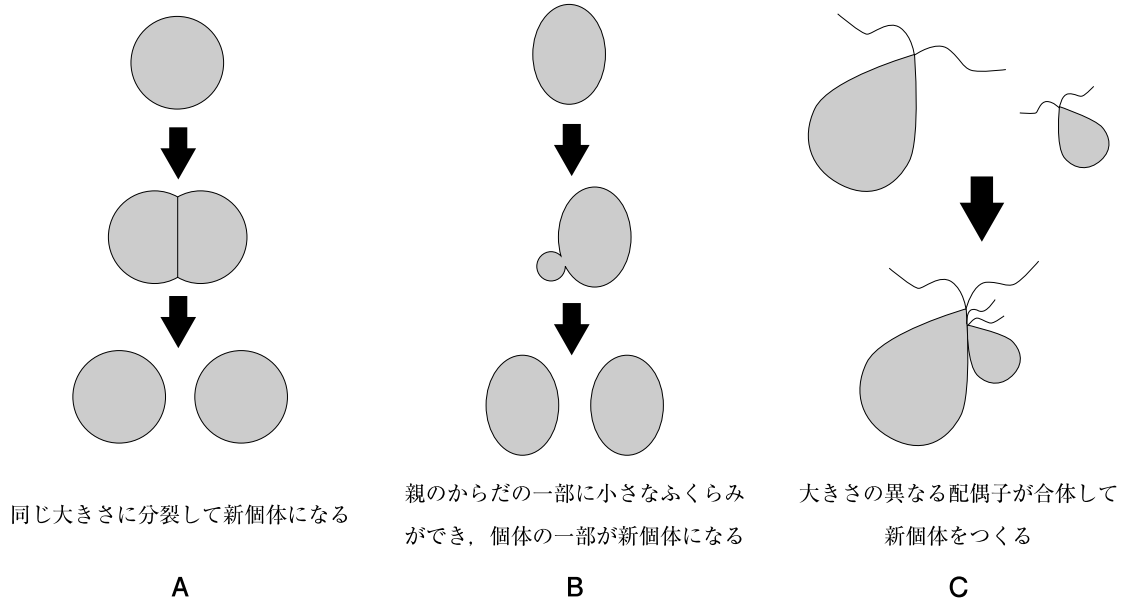 同じ大きさに分裂して新個体になる
A
親のからだの一部に小さなふくらみ
ができ，個体の一部が新個体になる
B
大きさの異なる配偶子が合体して
新個体をつくる
C